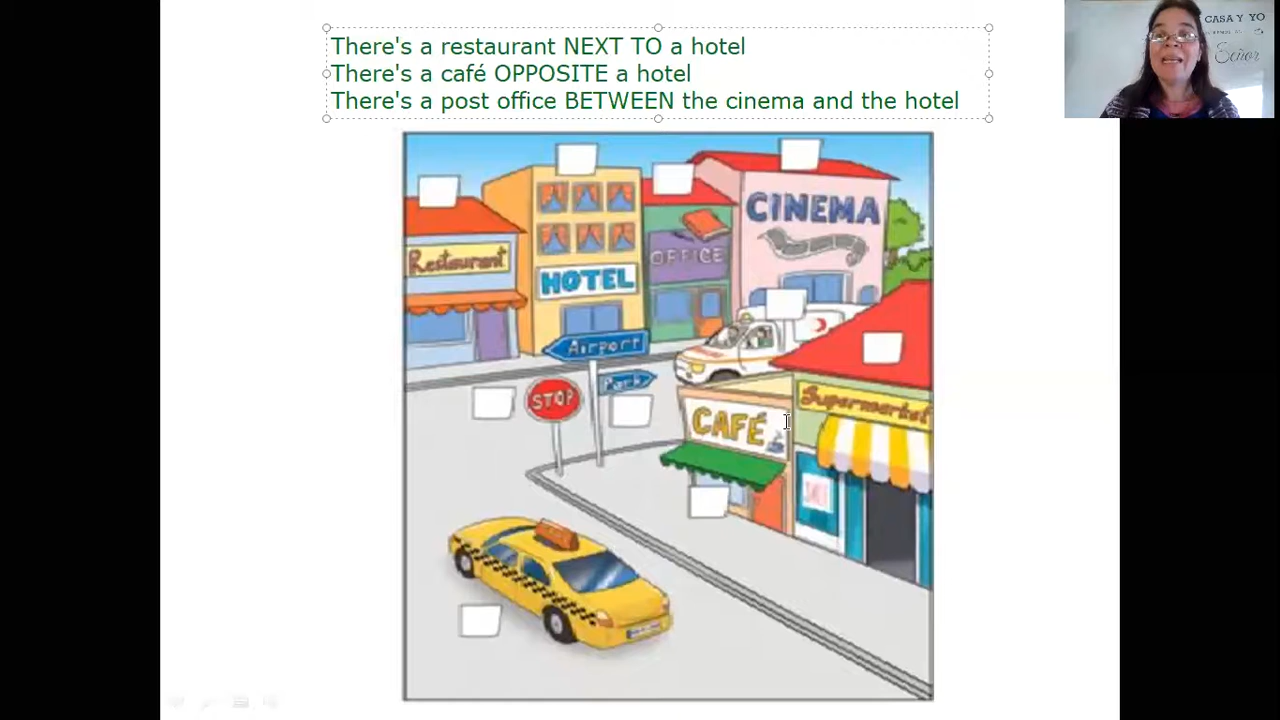 There's a restaurant NEXT TO a hotel
There's a café OPPOSITE a hotel
There's a post office BETWEEN the cinema and the hotel
CASA Y YO
Señor
CINEMA
Restaurant
HOTEL
OFFICE
Airport
Park
STOP
CAFÉ
Supermarket